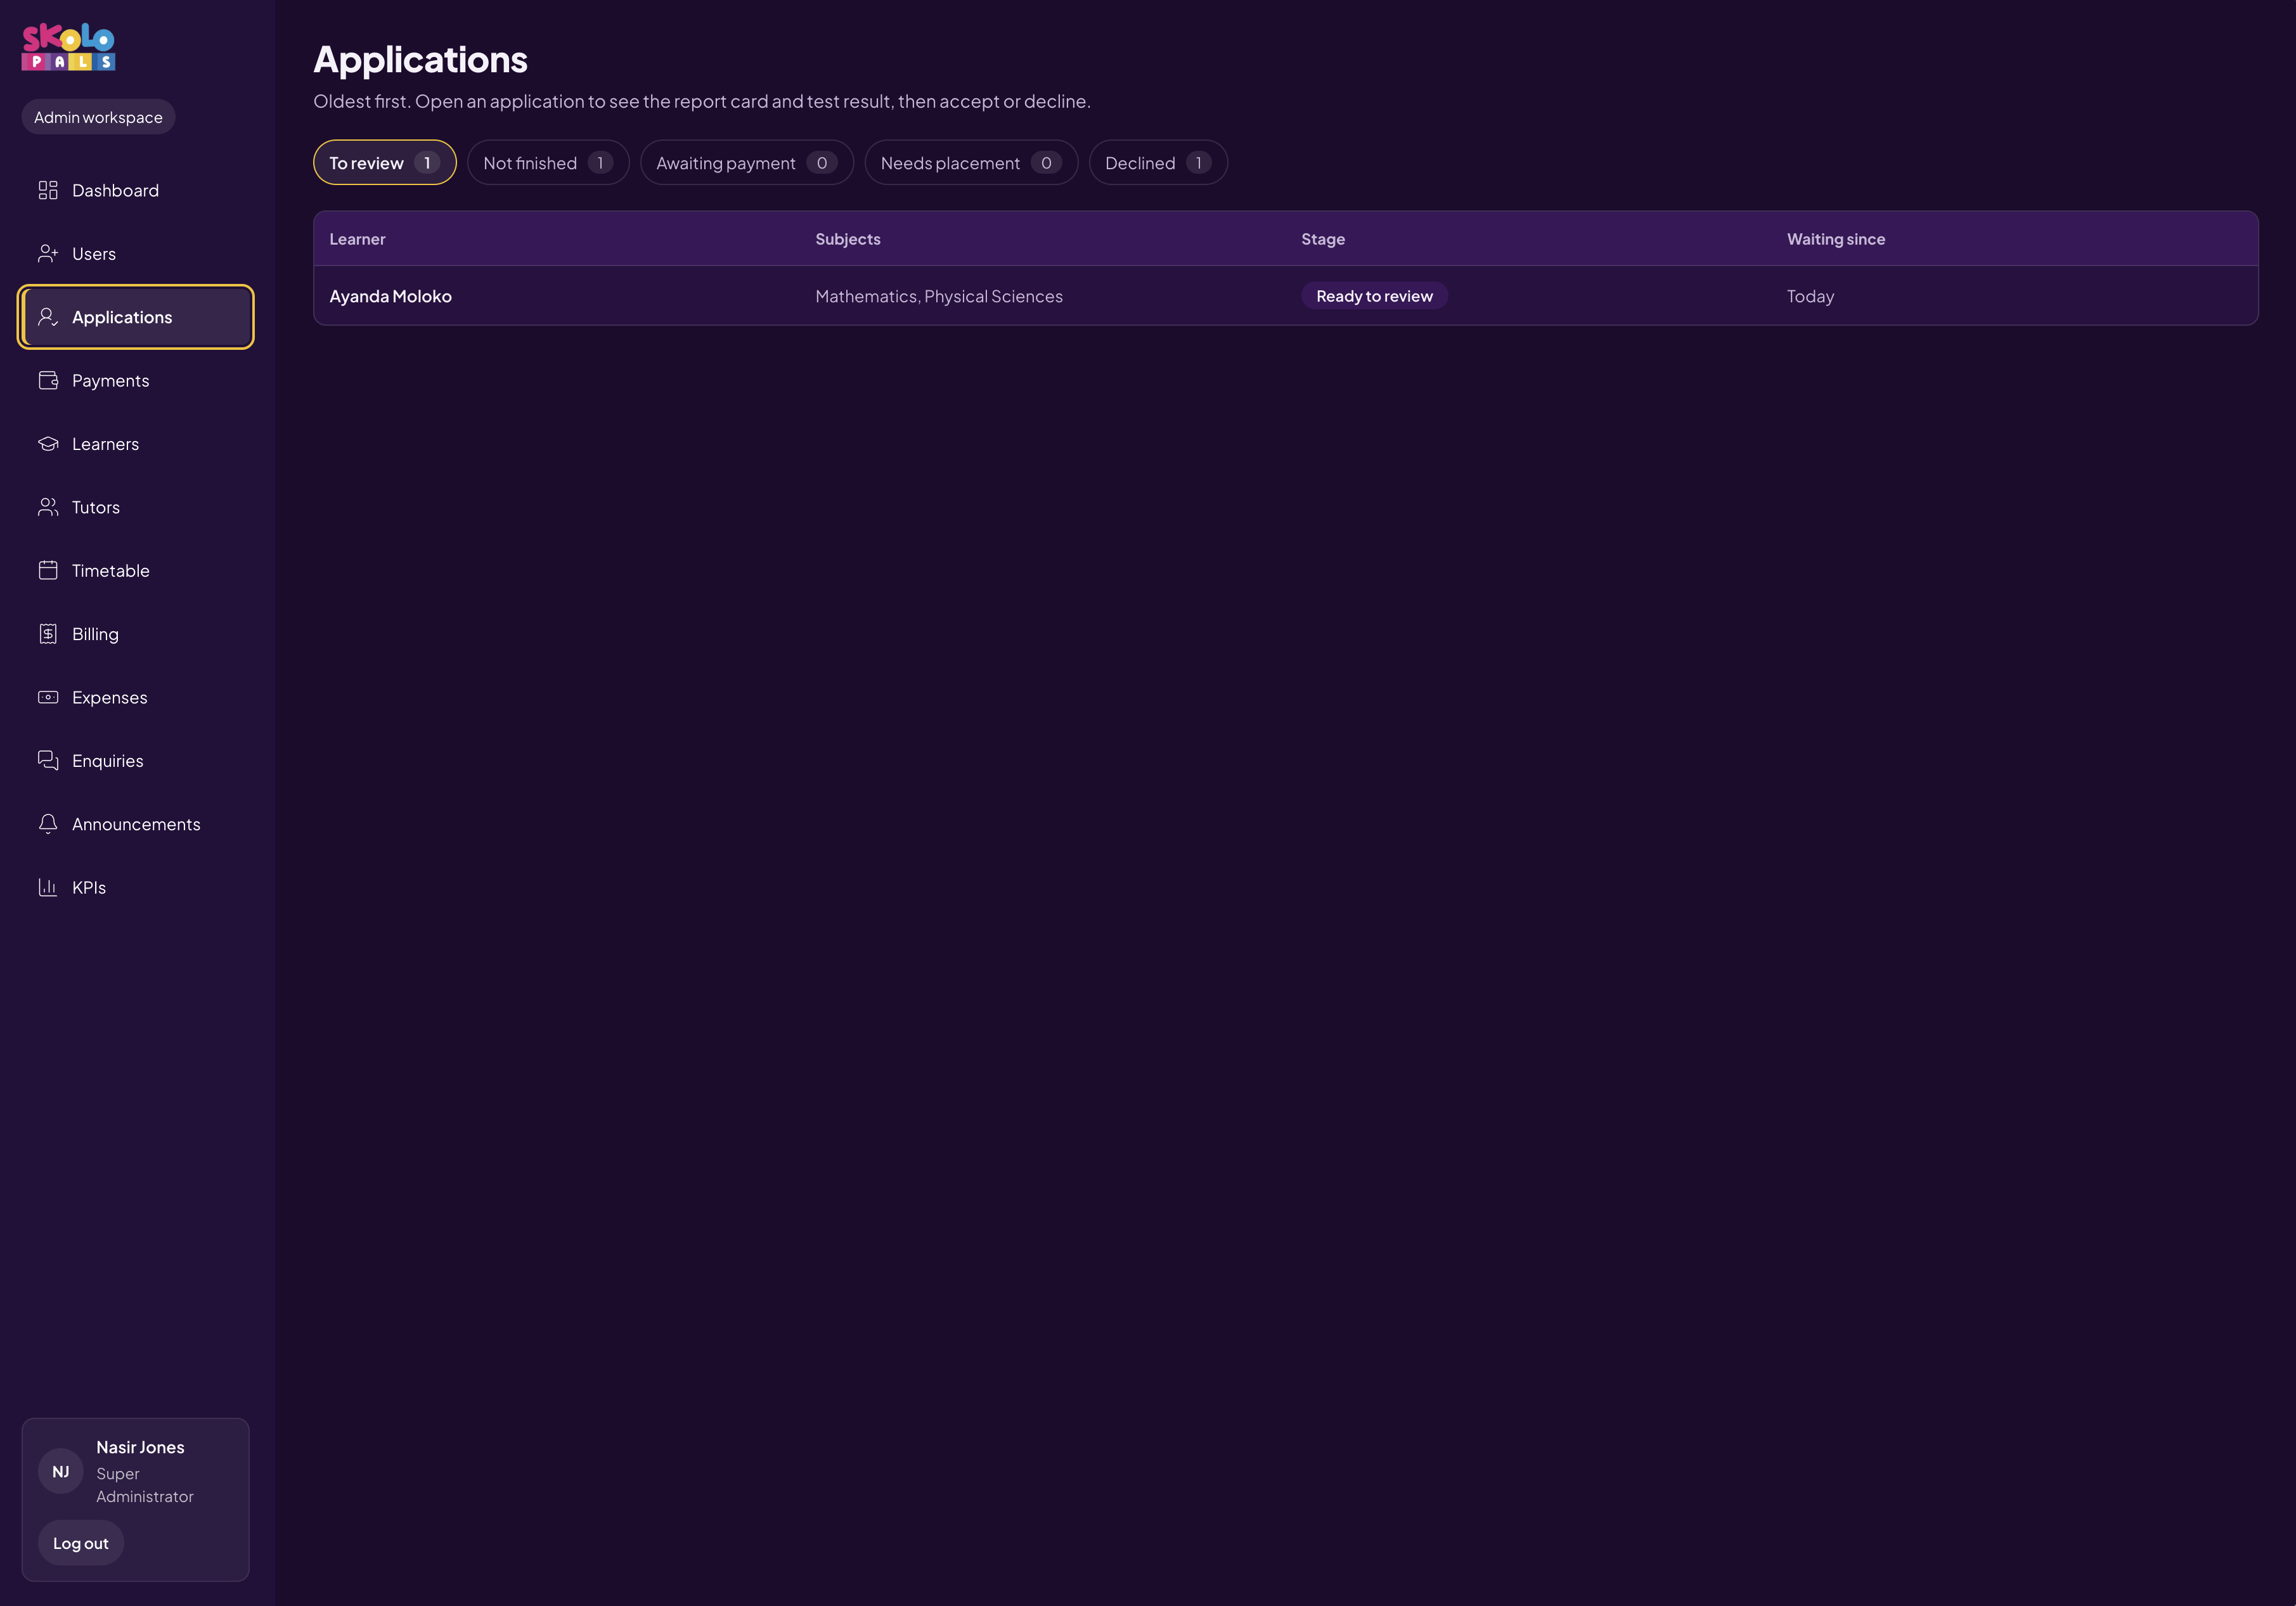 SKOLO
PALS
Admin workspace
Dashboard
Users
Applications
Payments
Learners
Tutors
Timetable
Billing
Expenses
Enquiries
Announcements
KPIs
NJ
Nasir Jones
Super
Administrator
Log out
Applications
Oldest first. Open an application to see the report card and test result, then accept or decline.
To review 1 Not finished 1 Awaiting payment 0 Needs placement 0 Declined 1
Learner Subjects Stage Waiting since
Ayanda Moloko Mathematics, Physical Sciences Ready to review Today